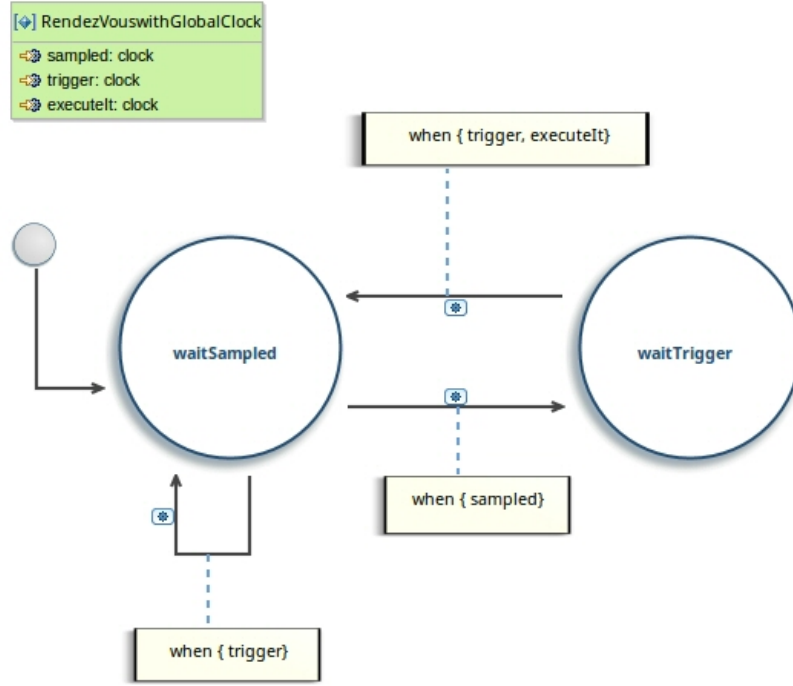 RendezVouswithGlobalClock
sampled: clock
trigger: clock
executeIt: clock
when { trigger, executeIt}
waitSampled
waitTrigger
when { sampled}
when { trigger}